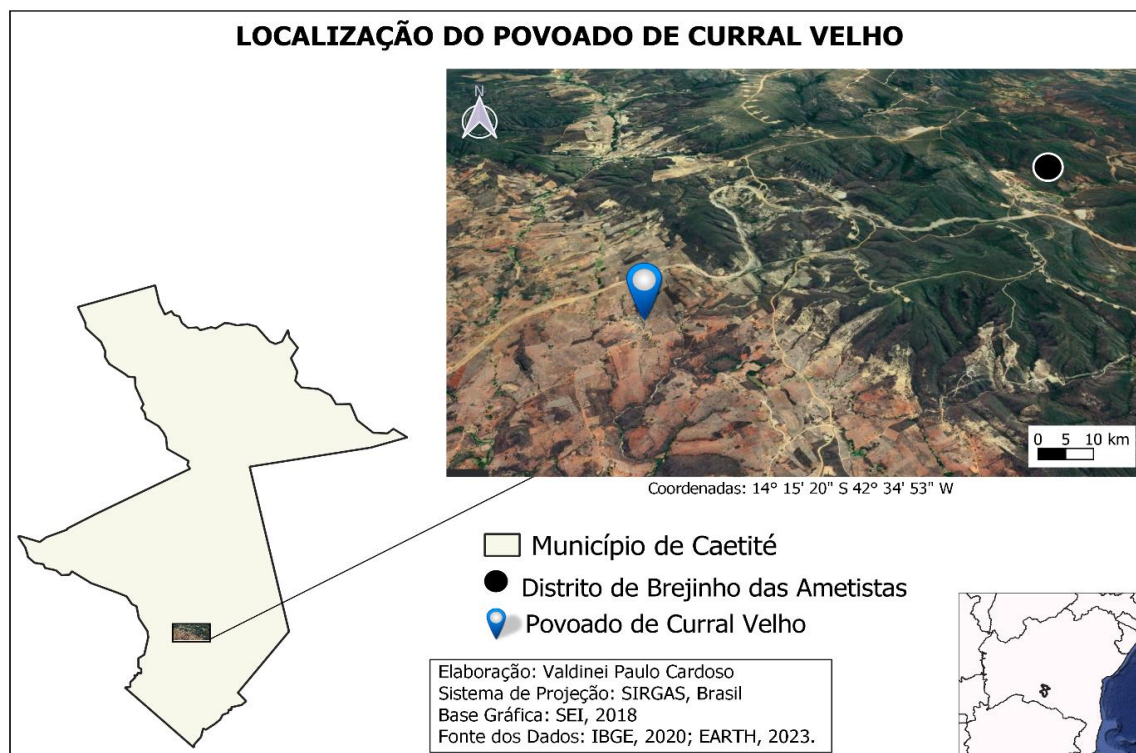 LOCALIZAÇÃO DO POVOADO DE CURRAL VELHO
N
0 5 10 km
Coordenadas: 14° 15' 20" S 42° 34' 53" W
Município de Caetité
Distrito de Brejinho das Ametistas
Povoado de Curral Velho
Elaboração: Valdinei Paulo Cardoso
Sistema de Projeção: SIRGAS, Brasil
Base Gráfica: SEI, 2018
Fonte dos Dados: IBGE, 2020; EARTH, 2023.